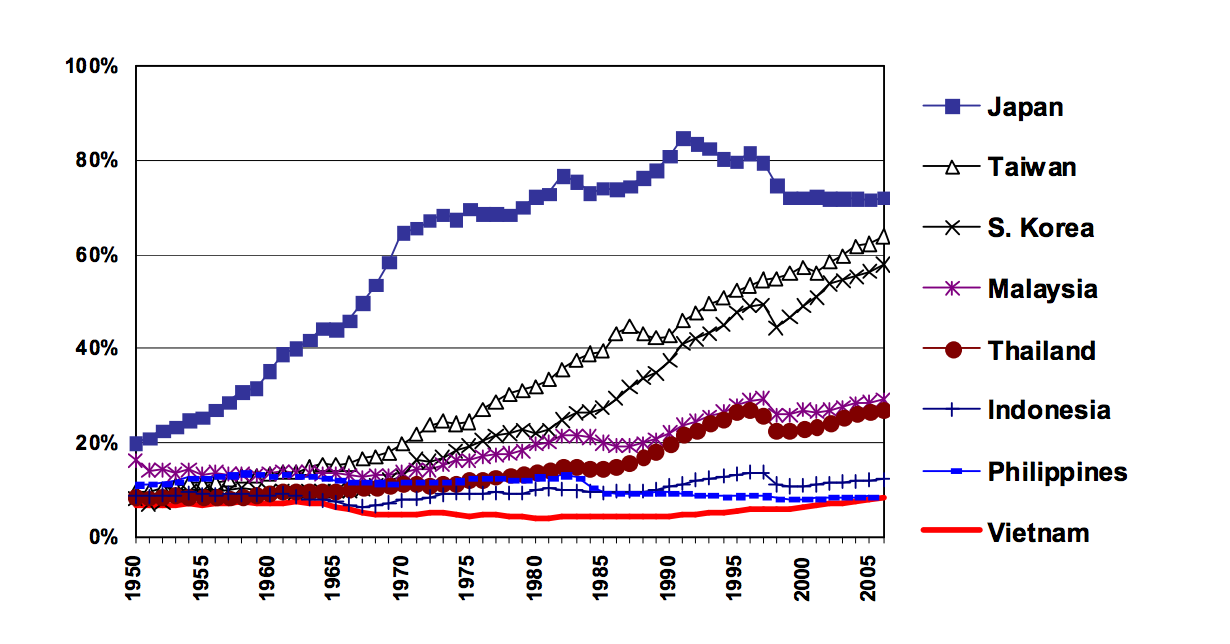 100%
80%
60%
40%
20%
0%
1950
1955
1960
1965
1970
1975
1980
1985
1990
1995
2000
2005
Japan
Taiwan
S. Korea
Malaysia
Thailand
Indonesia
Philippines
Vietnam